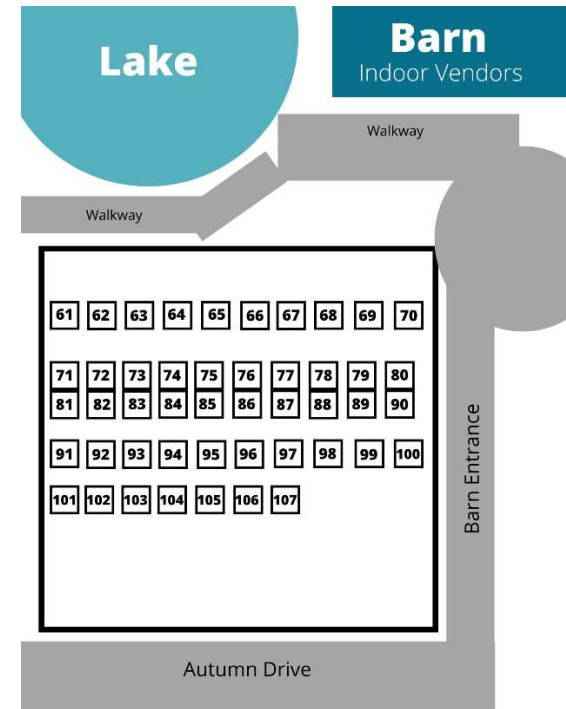 Lake
Barn
Indoor Vendors
Walkway
Walkway
61 62 63 64 65 66 67 68 69 70
71 72 73 74 75 76 77 78 79 80
81 82 83 84 85 86 87 88 89 90
91 92 93 94 95 96 97 98 99 100
101 102 103 104 105 106 107
Barn Entrance
Autumn Drive